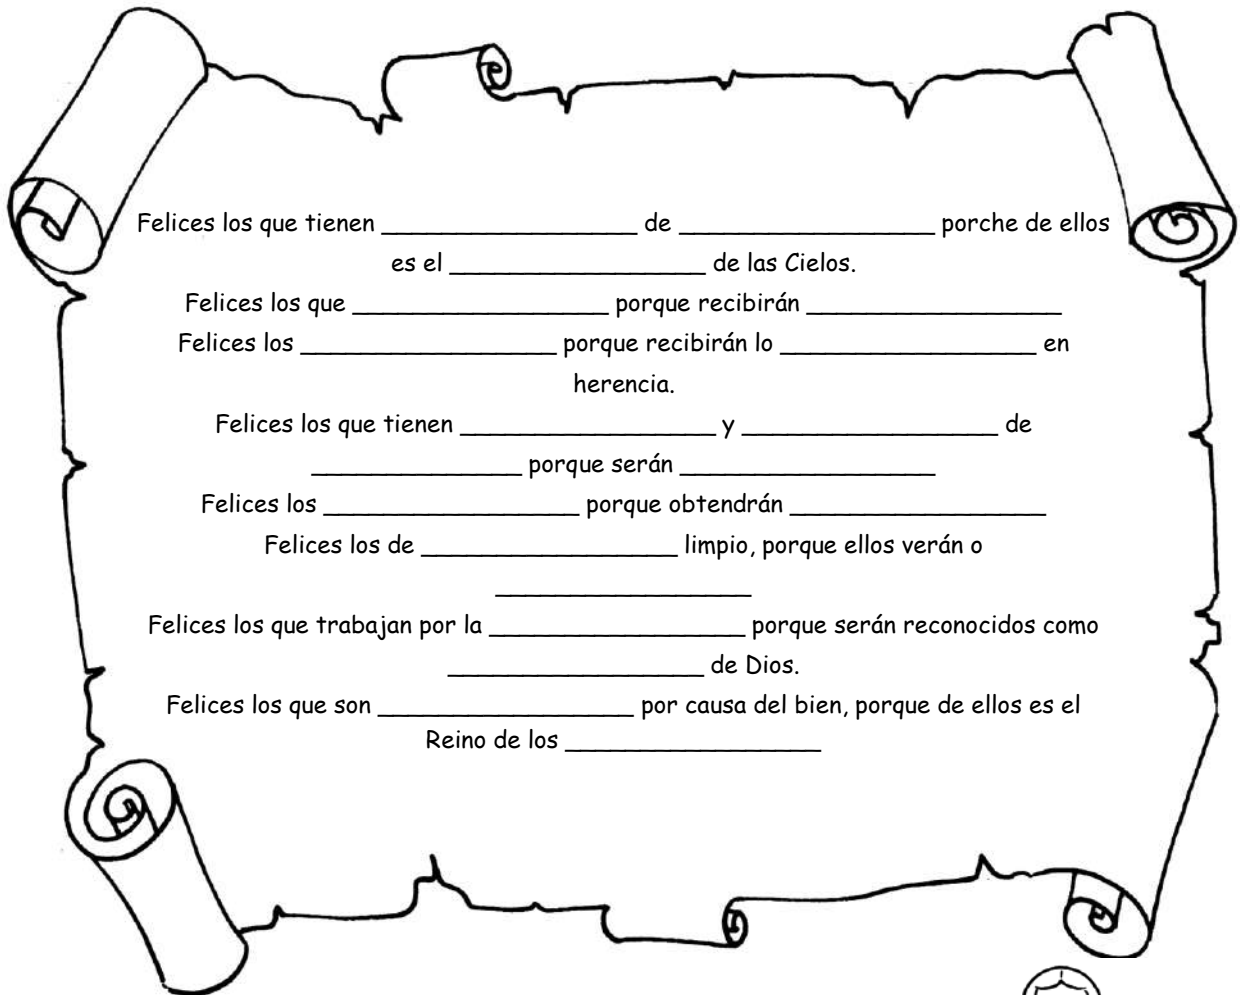 Felices los que tienen _________________ de _________________ porche de ellos
es el _________________ de las Cielos.
Felices los que _________________ porque recibirán _________________
Felices los _________________ porque recibirán lo _________________ en
herencia.
Felices los que tienen _________________ y _________________ de
______________ porque serán _________________
Felices los _________________ porque obtendrán _________________
Felices los de _________________ limpio, porque ellos verán o
_________________
Felices los que trabajan por la _________________ porque serán reconocidos como
_________________ de Dios.
Felices los que son _________________ por causa del bien, porque de ellos es el
Reino de los _________________